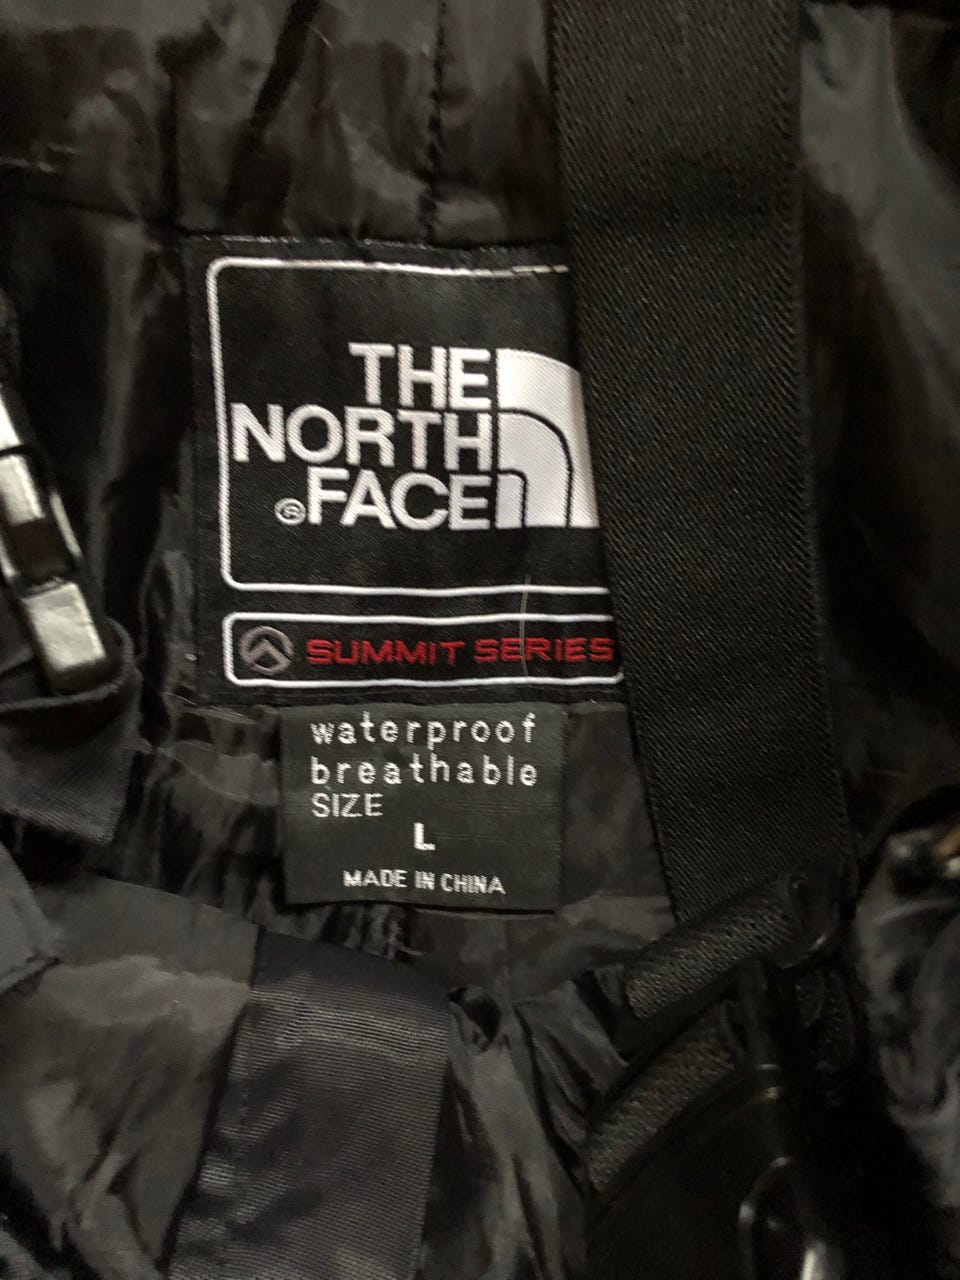 THE
NORTH
®FACE
SUMMIT SERIES
waterproof
breathable
SIZE
L
MADE IN CHINA